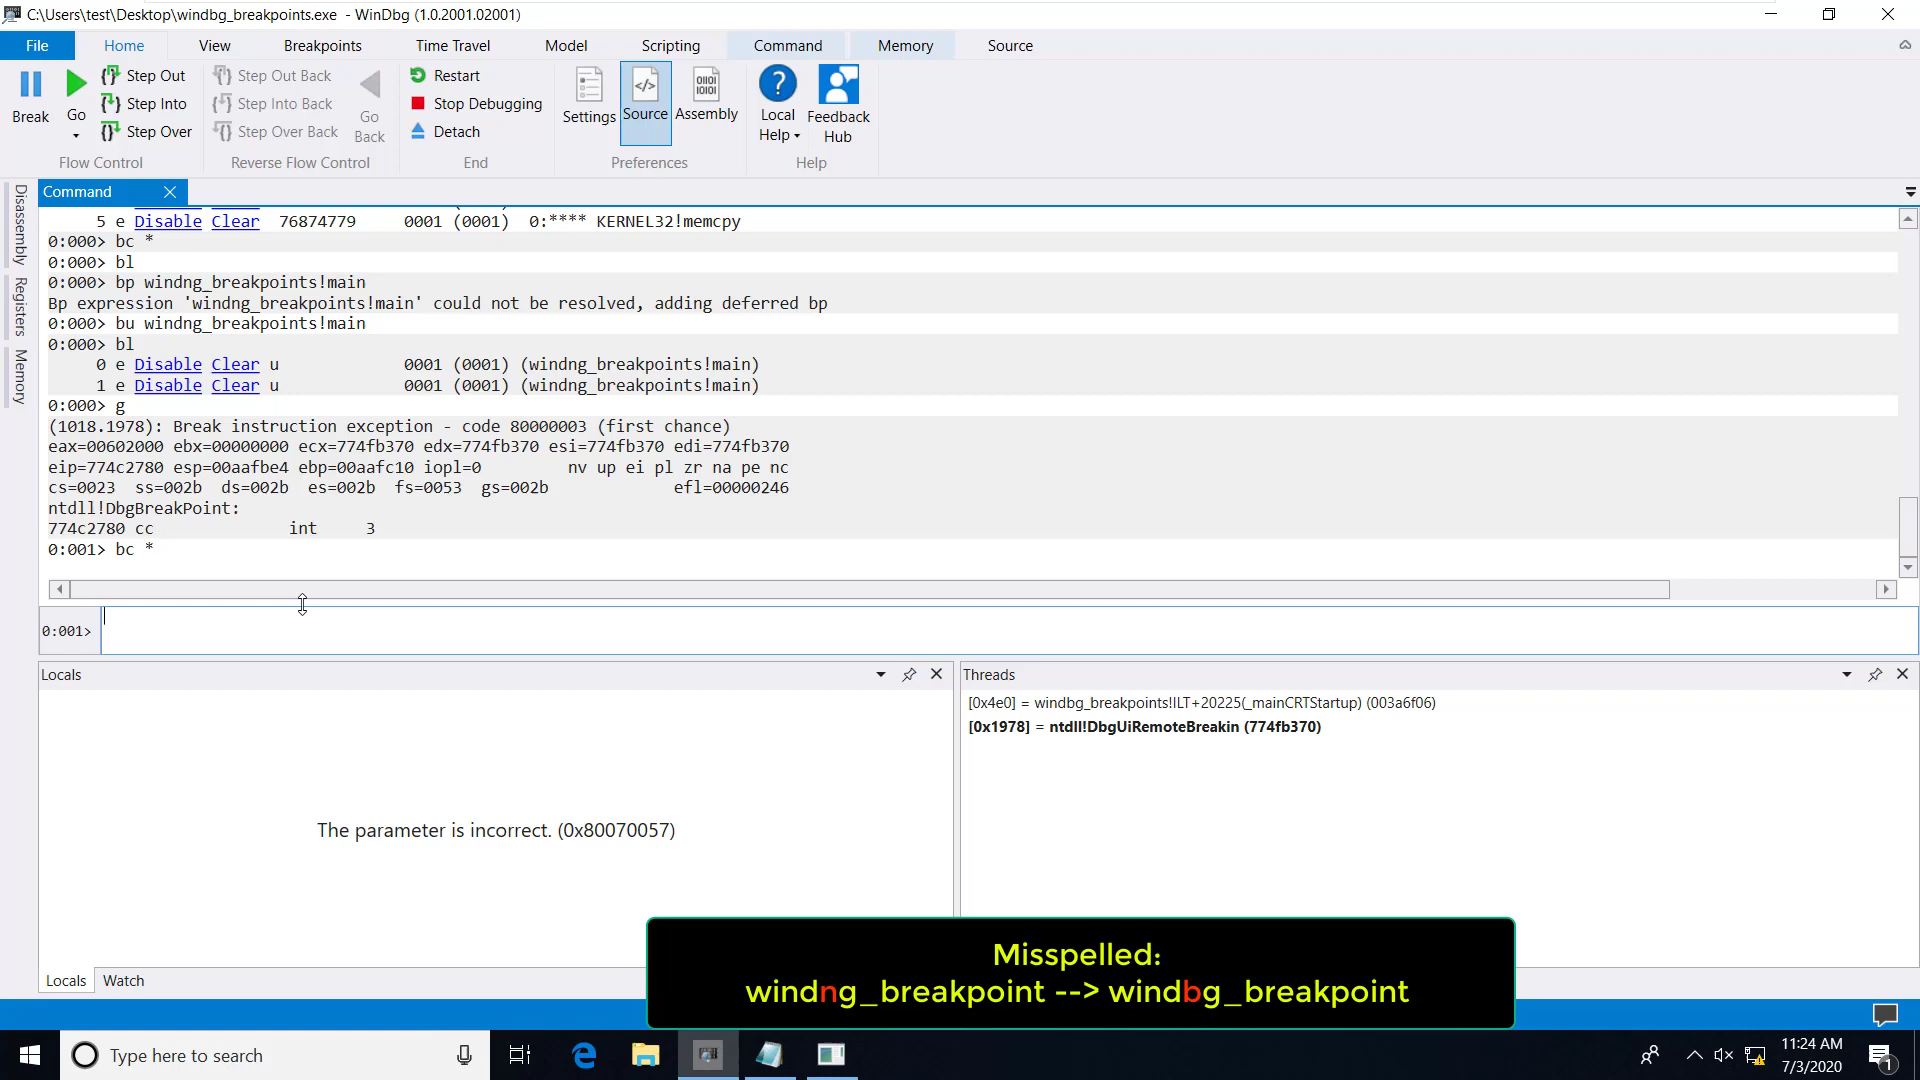 C:\Users\test\Desktop\windbg_breakpoints.exe - WinDbg (1.0.2001.02001)
File Home View Breakpoints Time Travel Model Scripting Command Memory Source
Break
Go
Step Out
Step Into
Step Over
Flow Control
Step Out Back
Step Into Back
Step Over Back
Go Back
Reverse Flow Control
Restart
Stop Debugging
Detach
End
Settings
Source
Assembly
Preferences
Local Help
Feedback Hub
Help
Disassembly
Registers
Memory
Command
5 e Disable Clear 76874779 0001 (0001) 0:**** KERNEL32!memcpy
0:000> bc *
0:000> bl
0:000> bp windng_breakpoints!main
Bp expression 'windng_breakpoints!main' could not be resolved, adding deferred bp
0:000> bu windng_breakpoints!main
0:000> bl
0 e Disable Clear u 0001 (0001) (windng_breakpoints!main)
1 e Disable Clear u 0001 (0001) (windng_breakpoints!main)
0:000> g
(1018.1978): Break instruction exception - code 80000003 (first chance)
eax=00602000 ebx=00000000 ecx=774fb370 edx=774fb370 esi=774fb370 edi=774fb370
eip=774c2780 esp=00aafbe4 ebp=00aafc10 iopl=0 nv up ei pl zr na pe nc
cs=0023 ss=002b ds=002b es=002b fs=0053 gs=002b efl=00000246
ntdll!DbgBreakPoint:
774c2780 cc int 3
0:001> bc *
0:001>
Locals
The parameter is incorrect. (0x80070057)
Locals Watch
Threads
[0x4e0] = windbg_breakpoints!ILT+20225(_mainCRTStartup) (003a6f06)
[0x1978] = ntdll!DbgUiRemoteBreakin (774fb370)
Misspelled:
windng_breakpoint --> windbg_breakpoint
Type here to search
11:24 AM
7/3/2020
1